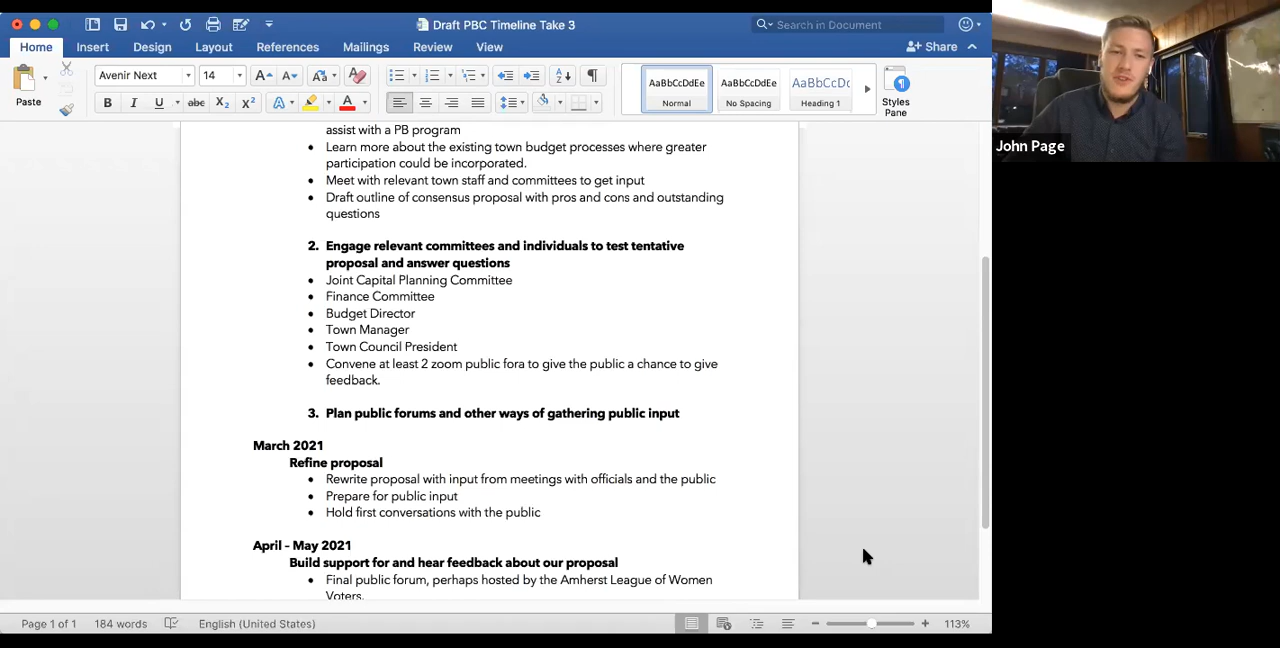 Draft PBC Timeline Take 3
Search in Document
Home Insert Design Layout References Mailings Review View Share
Paste
Avenir Next 14
AaBbCcDdEe AaBbCcDdEe AaBbCcDc
Normal No Spacing Heading 1
Styles
Pane
John Page
assist with a PB program
• Learn more about the existing town budget processes where greater
participation could be incorporated.
• Meet with relevant town staff and committees to get input
• Draft outline of consensus proposal with pros and cons and outstanding
questions
2. Engage relevant committees and individuals to test tentative
proposal and answer questions
• Joint Capital Planning Committee
• Finance Committee
• Budget Director
• Town Manager
• Town Council President
• Convene at least 2 zoom public fora to give the public a chance to give
feedback.
3. Plan public forums and other ways of gathering public input
March 2021
Refine proposal
• Rewrite proposal with input from meetings with officials and the public
• Prepare for public input
• Hold first conversations with the public
April – May 2021
Build support for and hear feedback about our proposal
• Final public forum, perhaps hosted by the Amherst League of Women
Voters.
Page 1 of 1 184 words English (United States) 113%